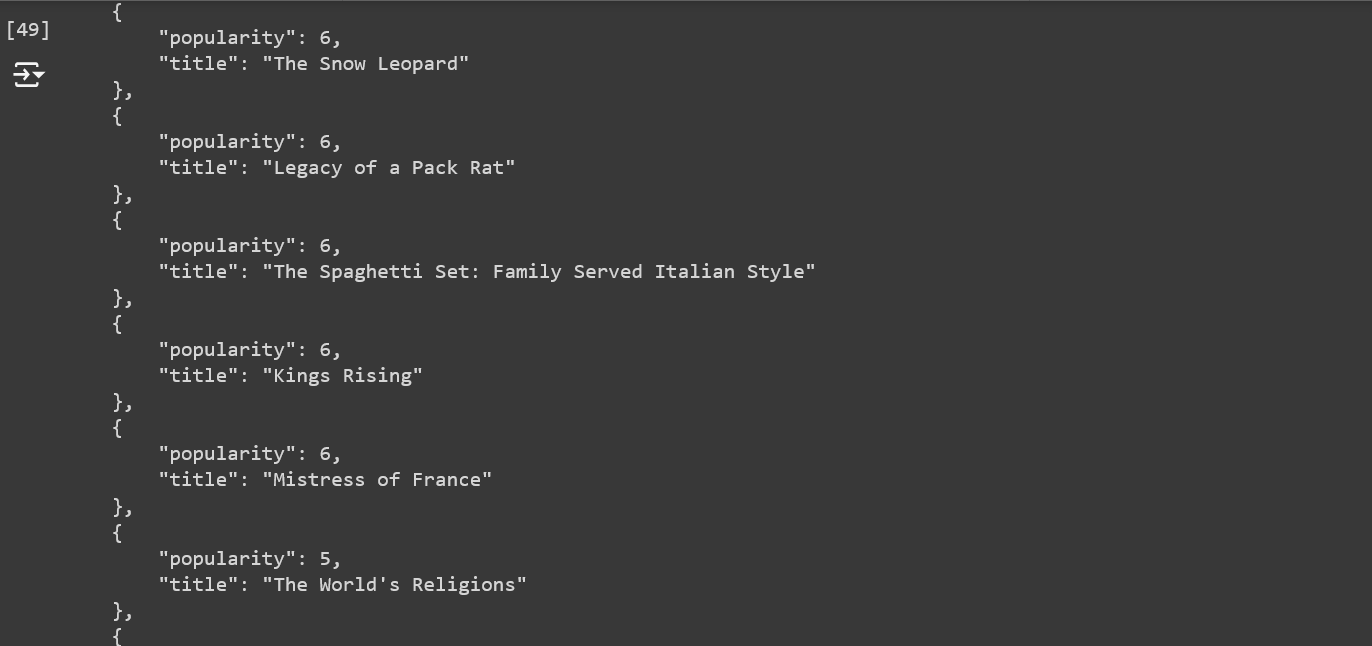 [49]
{
"popularity": 6,
"title": "The Snow Leopard"
},
{
"popularity": 6,
"title": "Legacy of a Pack Rat"
},
{
"popularity": 6,
"title": "The Spaghetti Set: Family Served Italian Style"
},
{
"popularity": 6,
"title": "Kings Rising"
},
{
"popularity": 6,
"title": "Mistress of France"
},
{
"popularity": 5,
"title": "The World's Religions"
},
{